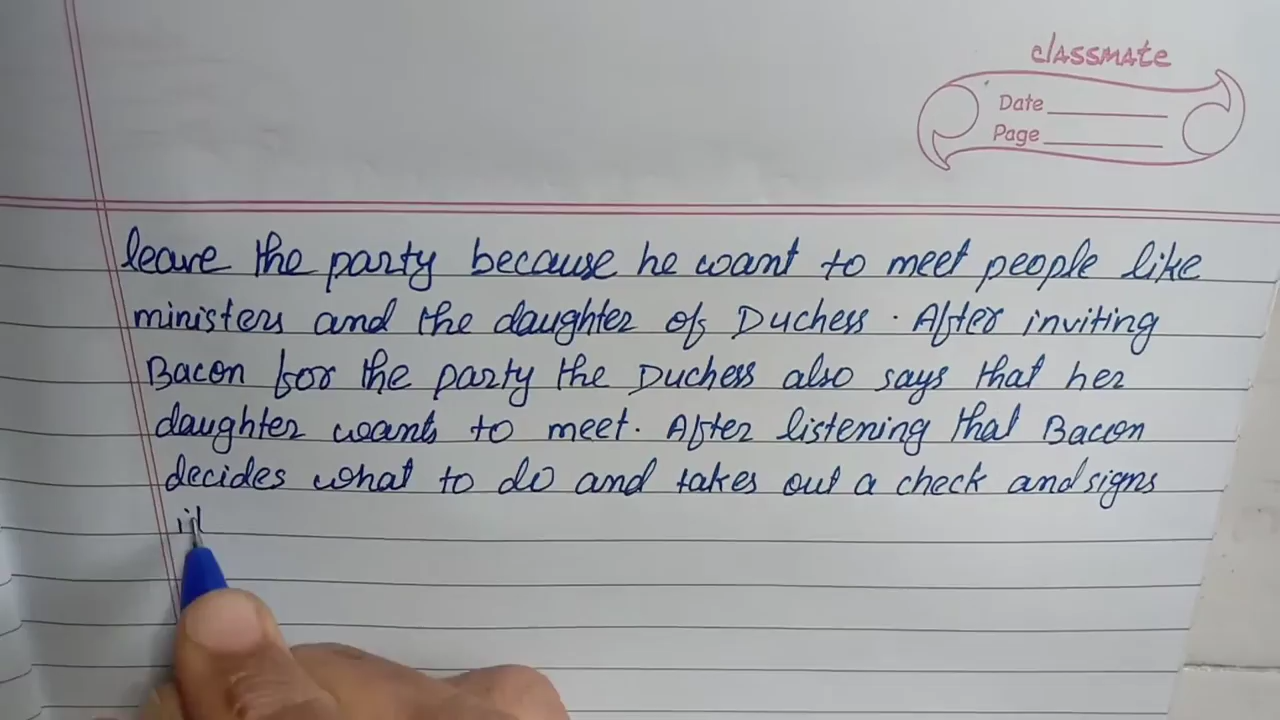 classmate
Date
Page
leave the party because he want to meet people like
ministers and the daughter of Duchess. After inviting
Bacon for the party the Duchess also says that her
daughter wants to meet. After listening that Bacon
decides what to do and takes out a check and signs
it